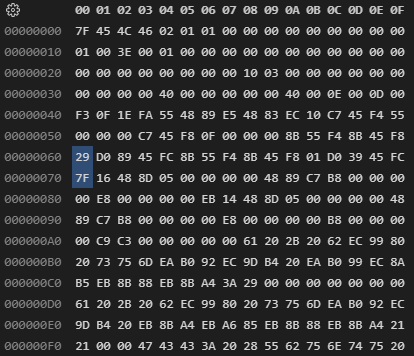 00 01 02 03 04 05 06 07 08 09 0A 0B 0C 0D 0E 0F
00000000 7F 45 4C 46 02 01 01 00 00 00 00 00 00 00 00 00
00000010 01 00 3E 00 01 00 00 00 00 00 00 00 00 00 00 00
00000020 00 00 00 00 00 00 00 00 10 03 00 00 00 00 00 00
00000030 00 00 00 00 40 00 00 00 00 00 40 00 0E 00 0D 00
00000040 F3 0F 1E FA 55 48 89 E5 48 83 EC 10 C7 45 F4 55
00000050 00 00 00 C7 45 F8 0F 00 00 00 8B 55 F4 8B 45 F8
00000060 29 D0 89 45 FC 8B 55 F4 8B 45 F8 01 D0 39 45 FC
00000070 7F 16 48 8D 05 00 00 00 00 48 89 C7 B8 00 00 00
00000080 00 E8 00 00 00 00 EB 14 48 8D 05 00 00 00 00 48
00000090 89 C7 B8 00 00 00 00 E8 00 00 00 00 B8 00 00 00
000000A0 00 C9 C3 00 00 00 00 00 61 20 2B 20 62 EC 99 80
000000B0 20 73 75 6D EA B0 92 EC 9D B4 20 EA B0 99 EC 8A
000000C0 B5 EB 8B 88 EB 8B A4 3A 29 00 00 00 00 00 00 00
000000D0 61 20 2B 20 62 EC 99 80 20 73 75 6D EA B0 92 EC
000000E0 9D B4 20 EB 8B A4 EB A6 85 EB 8B 88 EB 8B A4 21
000000F0 21 00 00 47 43 43 3A 20 28 55 62 75 6E 74 75 20